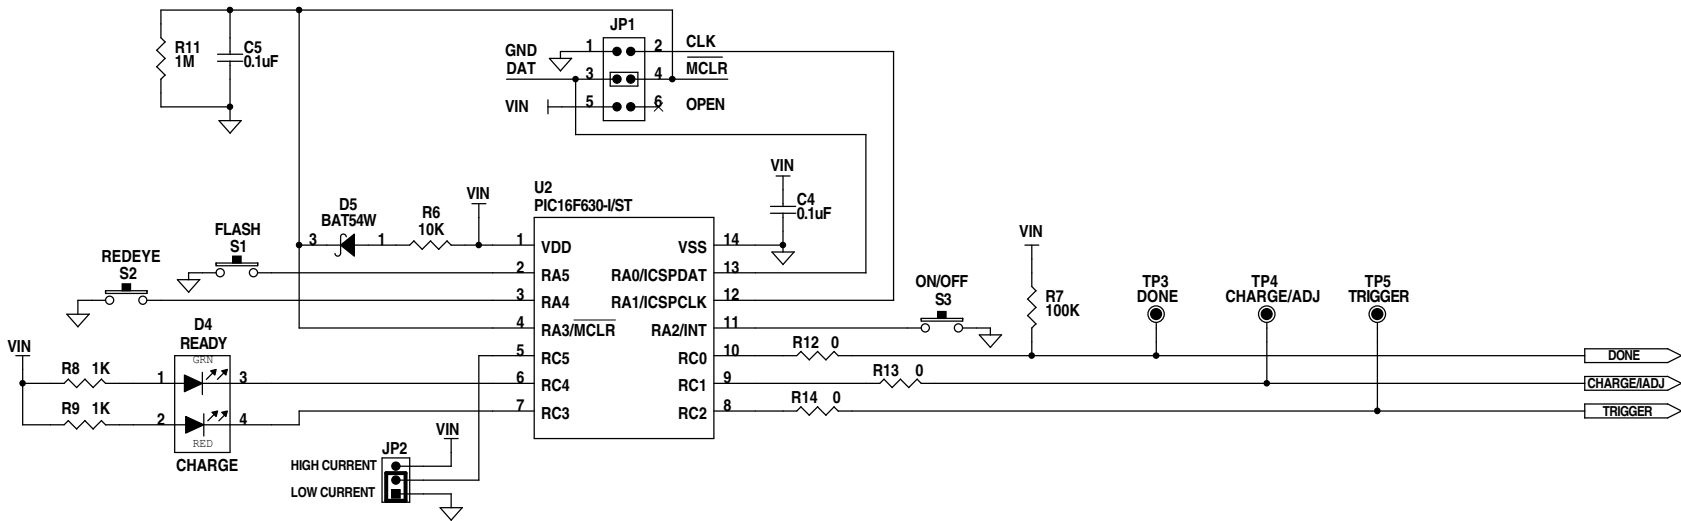 JP1
R11
1M
C5
0.1uF
GND
1
2
CLK
DAT
3
4
MCLR
VIN
5
6
OPEN
VIN
C4
0.1uF
U2
PIC16F630-I/ST
D5
BAT54W
3
1
R6
10K
VIN
FLASH
S1
REDEYE
S2
1
VDD
VSS
14
2
RA5
RA0/ICSPDAT
13
3
RA4
RA1/ICSPCLK
12
4
RA3/MCLR
RA2/INT
11
5
RC5
RC0
10
6
RC4
RC1
9
7
RC3
RC2
8
ON/OFF
S3
VIN
R7
100K
TP3
DONE
TP4
CHARGE/ADJ
TP5
TRIGGER
R12 0
R13 0
R14 0
DONE
CHARGE/IADJ
TRIGGER
VIN
D4
READY
GRN
R8 1K
1
3
R9 1K
2
4
RED
CHARGE
VIN
JP2
HIGH CURRENT
LOW CURRENT